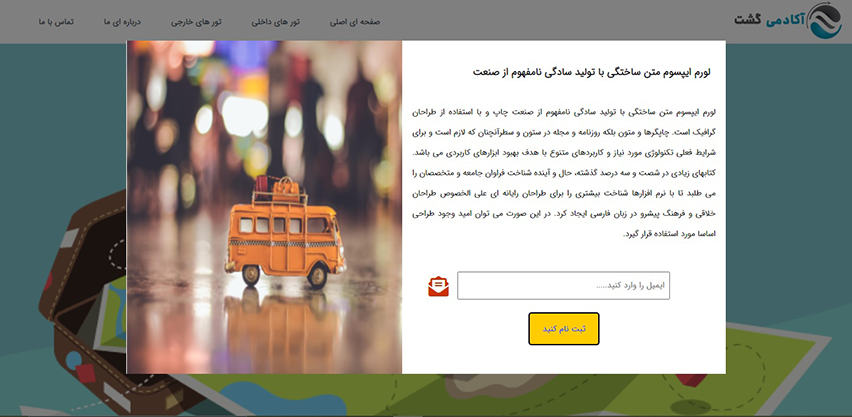 آکادمی گشت
صفحه ای اصلی
تور های داخلی
تور های خارجی
درباره ای ما
تماس با ما
لورم ایپسوم متن ساختگی با تولید سادگی نامفهوم از صنعت
لورم ایپسوم متن ساختگی با تولید سادگی نامفهوم از صنعت چاپ و با استفاده از طراحان
گرافیک است. چاپگرها و متون بلکه روزنامه و مجله در ستون و سطرآنچنان که لازم است و برای
شرایط فعلی تکنولوژی مورد نیاز و کاربردهای متنوع با هدف بهبود ابزارهای کاربردی می باشد.
کتابهای زیادی در شصت و سه درصد گذشته، حال و آینده شناخت فراوان جامعه و متخصصان را
می طلبد تا با نرم افزارها شناخت بیشتری را برای طراحان رایانه ای علی الخصوص طراحان
خلاقی و فرهنگ پیشرو در زبان فارسی ایجاد کرد. در این صورت می توان امید وجود طراحی
اساسا مورد استفاده قرار گیرد.
ایمیل را وارد کنید.....
ثبت نام کنید